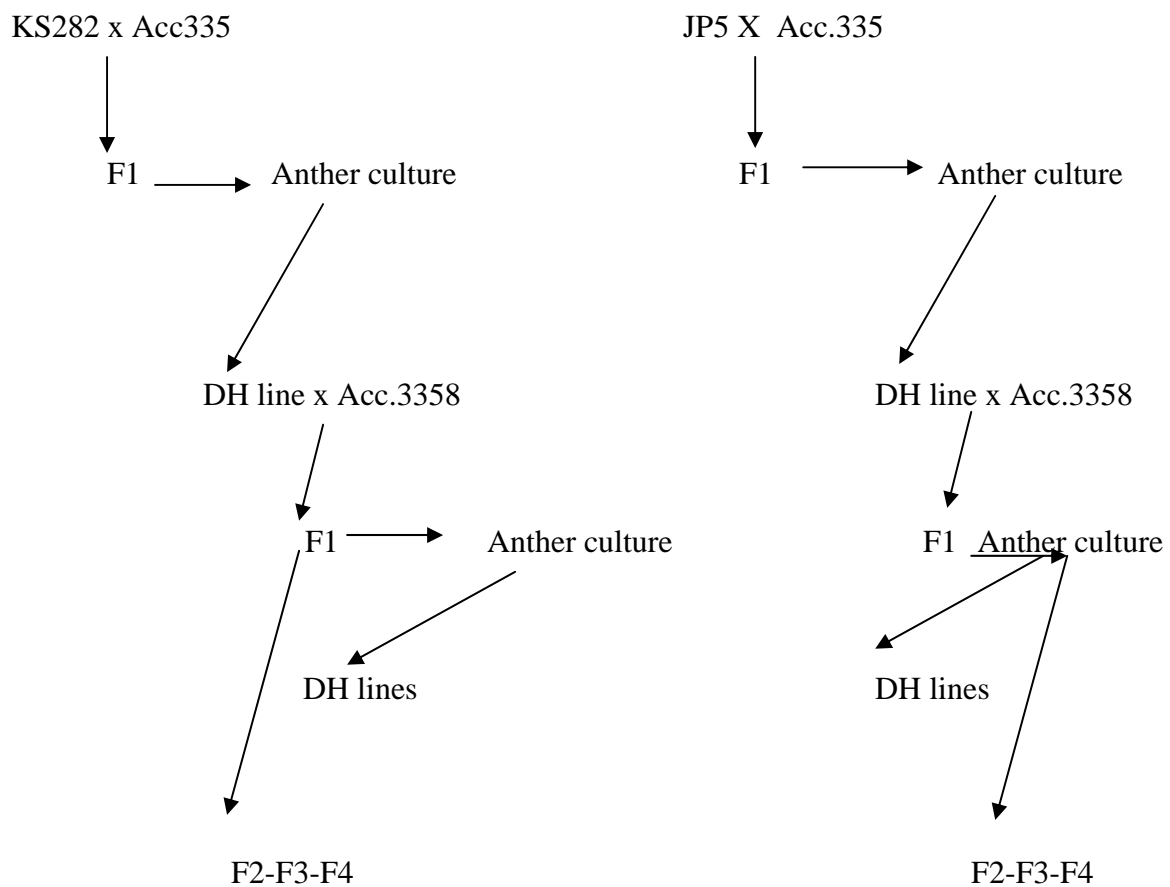 KS282 x Acc335
JP5 X Acc.335
F1
Anther culture
F1
Anther culture
DH line x Acc.3358
DH line x Acc.3358
F1
Anther culture
F1
Anther culture
DH lines
DH lines
F2-F3-F4
F2-F3-F4